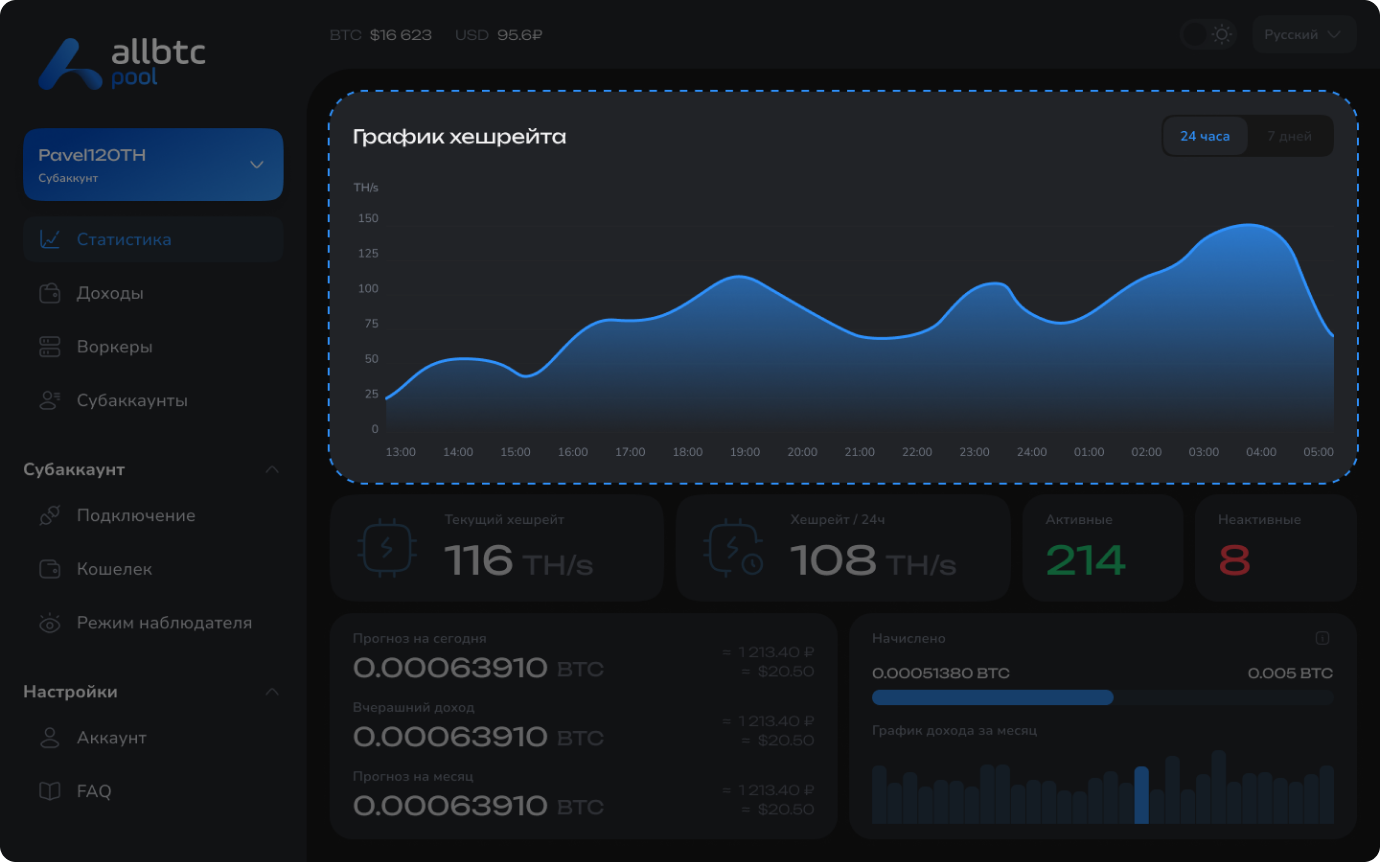 allbtc
pool
BTC $16 623 USD 95.6₽
Русский
Pavel120TH
Субаккунт
Статистика
Доходы
Воркеры
Субаккаунты
Субаккаунт
Подключение
Кошелек
Режим наблюдателя
Настройки
Аккаунт
FAQ
График хешрейта
24 часа 7 дней
TH/s
150
125
100
75
50
25
0
13:00 14:00 15:00 16:00 17:00 18:00 19:00 20:00 21:00 22:00 23:00 24:00 01:00 02:00 03:00 04:00 05:00
Текущий хешрейт
116 TH/s
Хешрейт / 24ч
108 TH/s
Активные
214
Неактивные
8
Прогноз на сегодня
0.00063910 BTC
= 1 213.40 ₽
= $20.50
Вчерашний доход
0.00063910 BTC
= 1 213.40 ₽
= $20.50
Прогноз на месяц
0.00063910 BTC
= 1 213.40 ₽
= $20.50
Начислено
0.00051380 BTC 0.005 BTC
График дохода за месяц